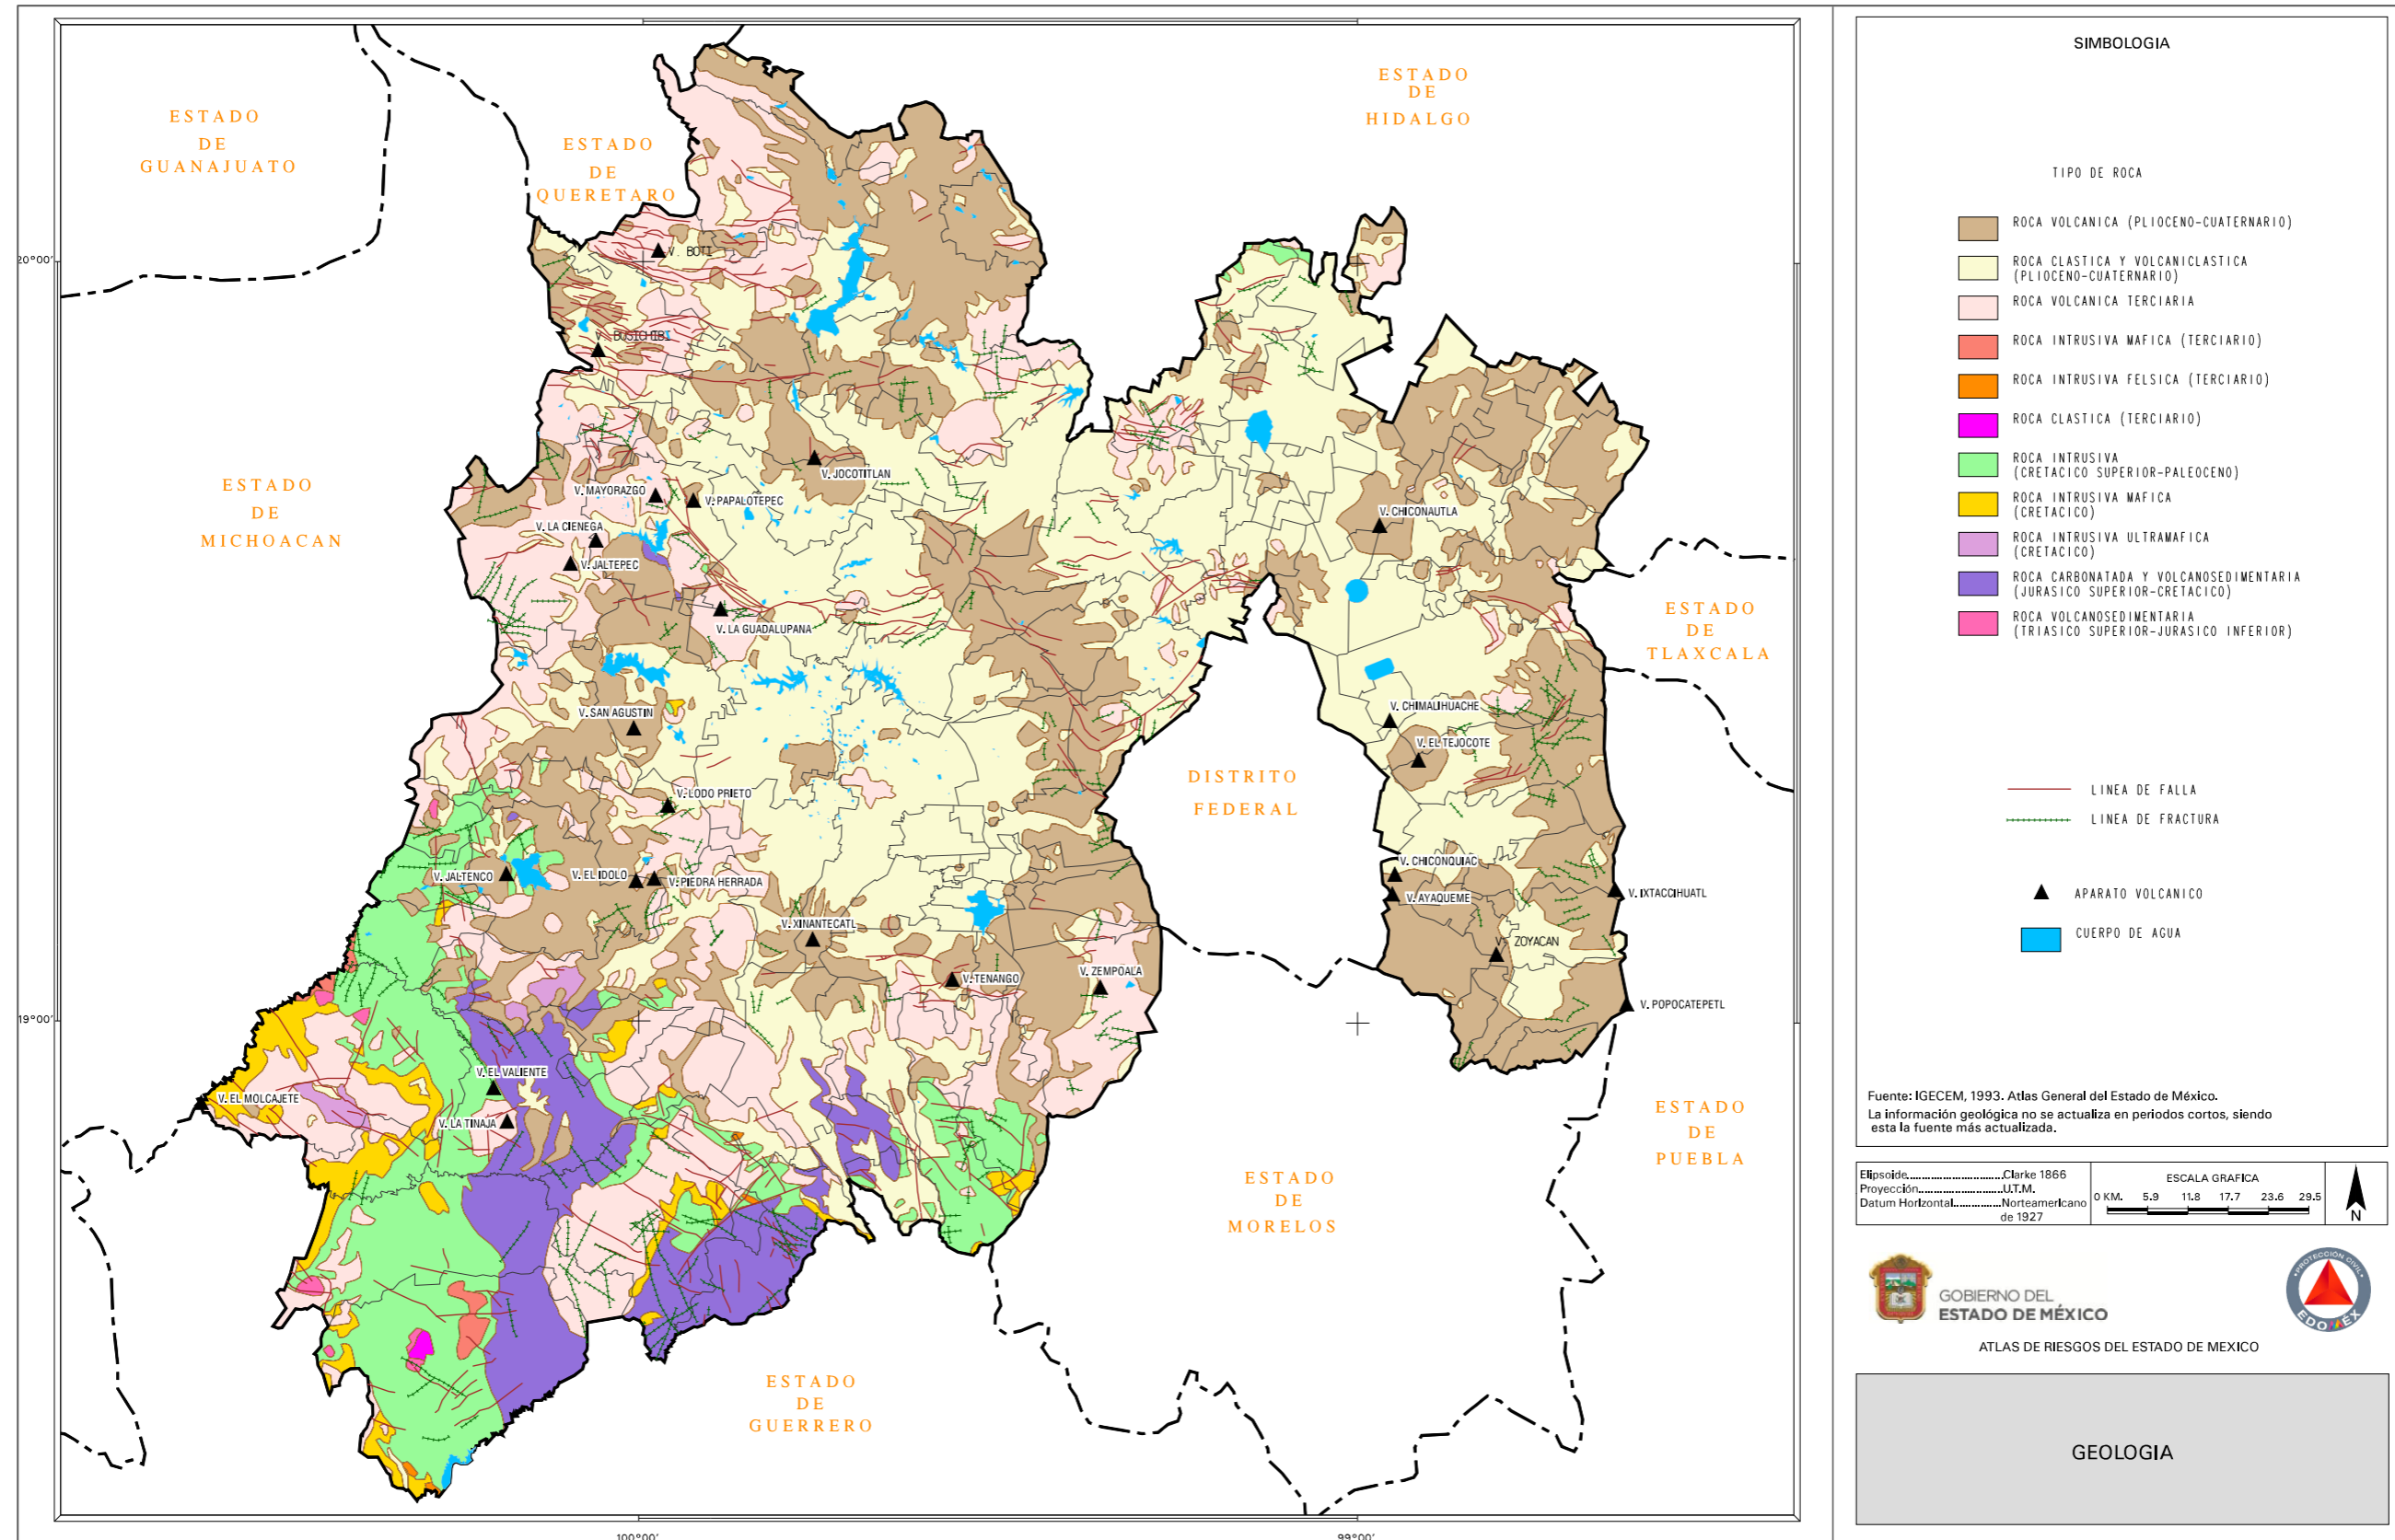 ESTADO
DE
GUANAJUATO
ESTADO
DE
QUERETARO
ESTADO
DE
HIDALGO
ESTADO
DE
MICHOACAN
ESTADO
DE
TLAXCALA
DISTRITO
FEDERAL
ESTADO
DE
PUEBLA
ESTADO
DE
MORELOS
ESTADO
DE
GUERRERO
20°00'
19°00'
100°00'
99°00'
V. BOTI
V. JOCOTITLAN
V. MAYORAZGO
V. PAPALOTEPEC
V. LA CIENEGA
V. JALTEPEC
V. CHICONAUTLA
V. LA GUADALUPANA
V. SAN AGUSTIN
V. CHIMALIHUACHE
V. EL TEJOCOTE
V. LODO PRIETO
V. JALTENCO
V. EL IDOLO
V. PIEDRA HERRADA
V. CHICONQUIAC
V. AYAQUEME
V. IXTACCIHUATL
V. XINANTECATL
V. ZOYACAN
V. TENANGO
V. ZEMPOALA
V. POPOCATEPETL
V. EL VALIENTE
V. EL MOLCAJETE
V. LA TINAJA
SIMBOLOGIA
TIPO DE ROCA
ROCA VOLCANICA (PLIOCENO-CUATERNARIO)
ROCA CLASTICA Y VOLCANICLASTICA
(PLIOCENO-CUATERNARIO)
ROCA VOLCANICA TERCIARIA
ROCA INTRUSIVA MAFICA (TERCIARIO)
ROCA INTRUSIVA FELSICA (TERCIARIO)
ROCA CLASTICA (TERCIARIO)
ROCA INTRUSIVA
(CRETACICO SUPERIOR-PALEOCENO)
ROCA INTRUSIVA MAFICA
(CRETACICO)
ROCA INTRUSIVA ULTRAMAFICA
(CRETACICO)
ROCA CARBONATADA Y VOLCANOSEDIMENTARIA
(JURASICO SUPERIOR-CRETACICO)
ROCA VOLCANOSEDIMENTARIA
(TRIASICO SUPERIOR-JURASICO INFERIOR)
LINEA DE FALLA
LINEA DE FRACTURA
APARATO VOLCANICO
CUERPO DE AGUA
Fuente: IGECEM, 1993. Atlas General del Estado de México.
La información geológica no se actualiza en periodos cortos, siendo
esta la fuente más actualizada.
Elipsoide..........................Clarke 1866
Proyección.......................U.T.M.
Datum Horizontal.............Norteamericano
de 1927
ESCALA GRAFICA
0 KM. 5.9 11.8 17.7 23.6 29.5
N
GOBIERNO DEL
ESTADO DE MÉXICO
PROTECCIÓN CIVIL
EDOMÉX
ATLAS DE RIESGOS DEL ESTADO DE MEXICO
GEOLOGIA